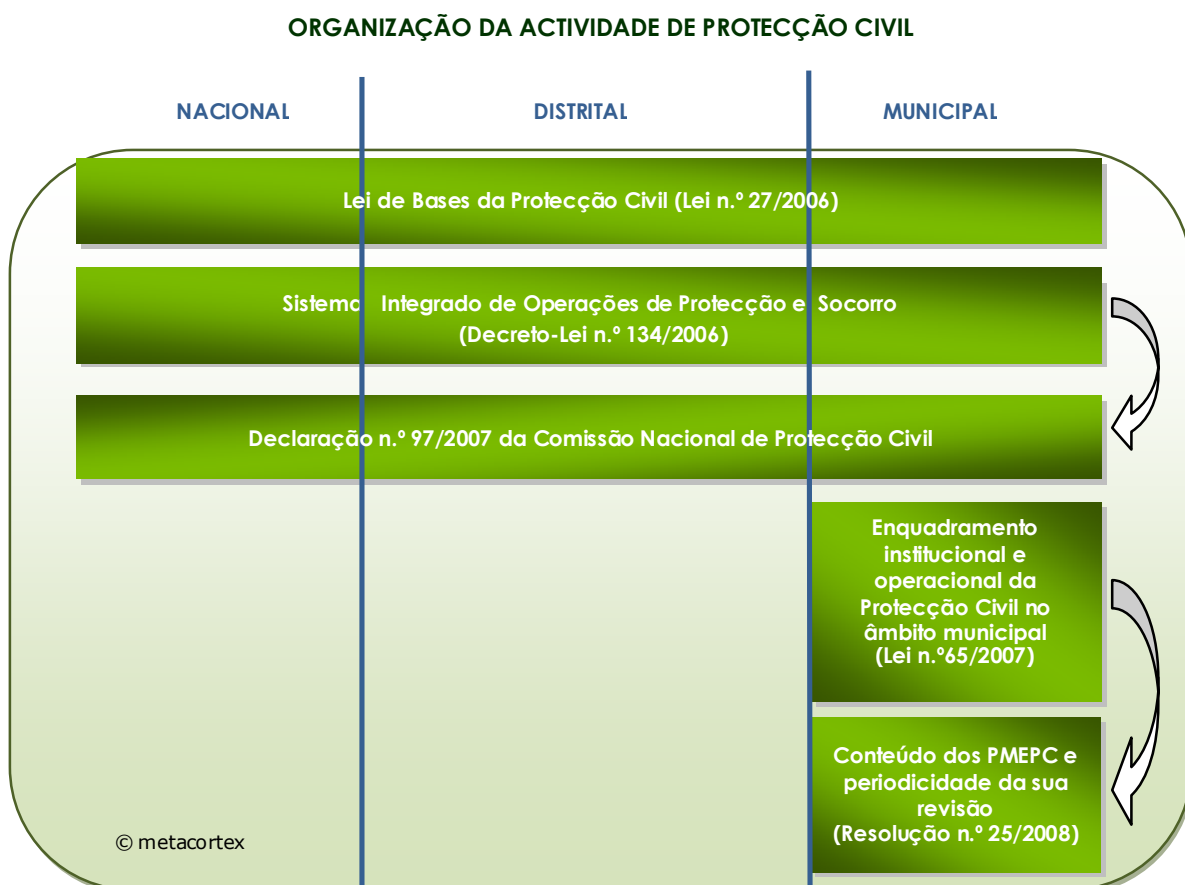 ORGANIZAÇÃO DA ACTIVIDADE DE PROTECÇÃO CIVIL
NACIONAL
DISTRITAL
MUNICIPAL
Lei de Bases da Protecção Civil (Lei n.º 27/2006)
Sistema Integrado de Operações de Protecção e Socorro
(Decreto-Lei n.º 134/2006)
Declaração n.º 97/2007 da Comissão Nacional de Protecção Civil
Enquadramento
institucional e
operacional da
Protecção Civil no
âmbito municipal
(Lei n.º65/2007)
Conteúdo dos PMEPC e
periodicidade da sua
revisão
(Resolução n.º 25/2008)
© metacortex